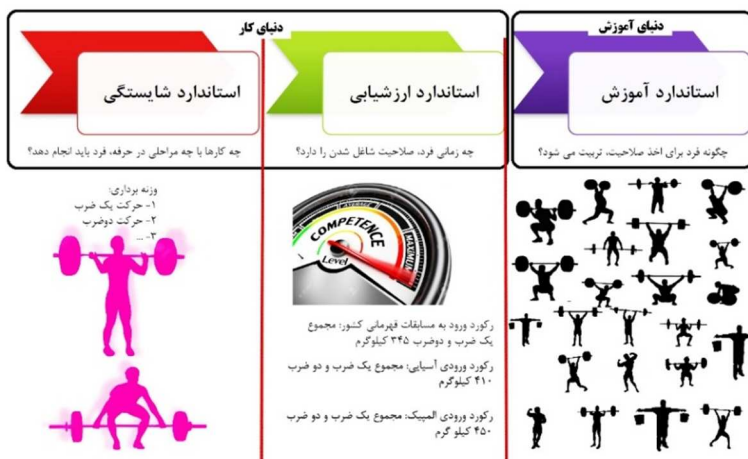 دنیای آموزش
استاندارد آموزش
چگونه فرد برای اخذ صلاحیت، تربیت می شود؟
دنیای کار
استاندارد ارزشیابی
چه زمانی فرد، صلاحیت شاغل شدن را دارد؟
استاندارد شایستگی
چه کارها با چه مراحلی در حرفه، فرد باید انجام دهد؟
AVERAGE
MAXIMUM
COMPETENCE
Level
رکورد ورود به مسابقات قهرمانی کشور: مجموع
یک ضرب و دوضرب ۳۴۵ کیلوگرم
رکورد ورودی آسیایی: مجموع یک ضرب و دو ضرب
۴۱۰ کیلوگرم
رکورد ورودی المپیک: مجموع یک ضرب و دو ضرب
۴۵۰ کیلو گرم
وزنه برداری:
۱- حرکت یک ضرب
۲- حرکت دوضرب
۳- ...